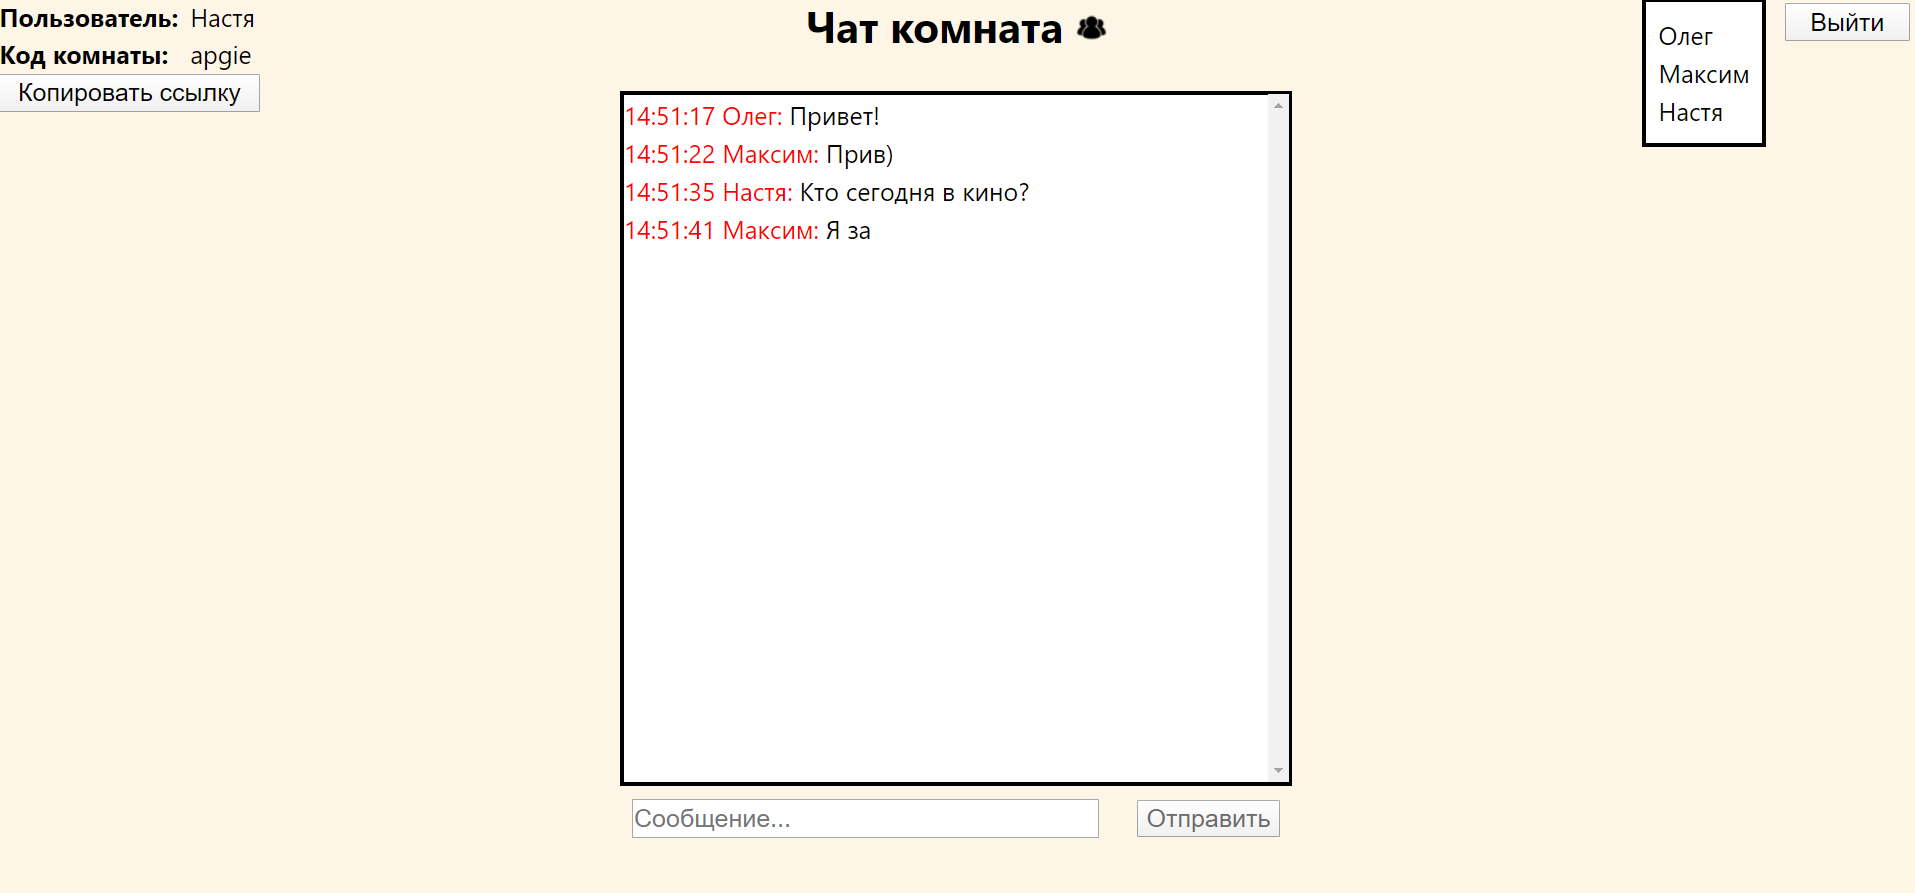 Пользователь: Настя
Код комнаты: apgie
Копировать ссылку
Чат комната
Олег
Максим
Настя
Выйти
14:51:17 Олег: Привет!
14:51:22 Максим: Прив)
14:51:35 Настя: Кто сегодня в кино?
14:51:41 Максим: Я за
Сообщение...
Отправить